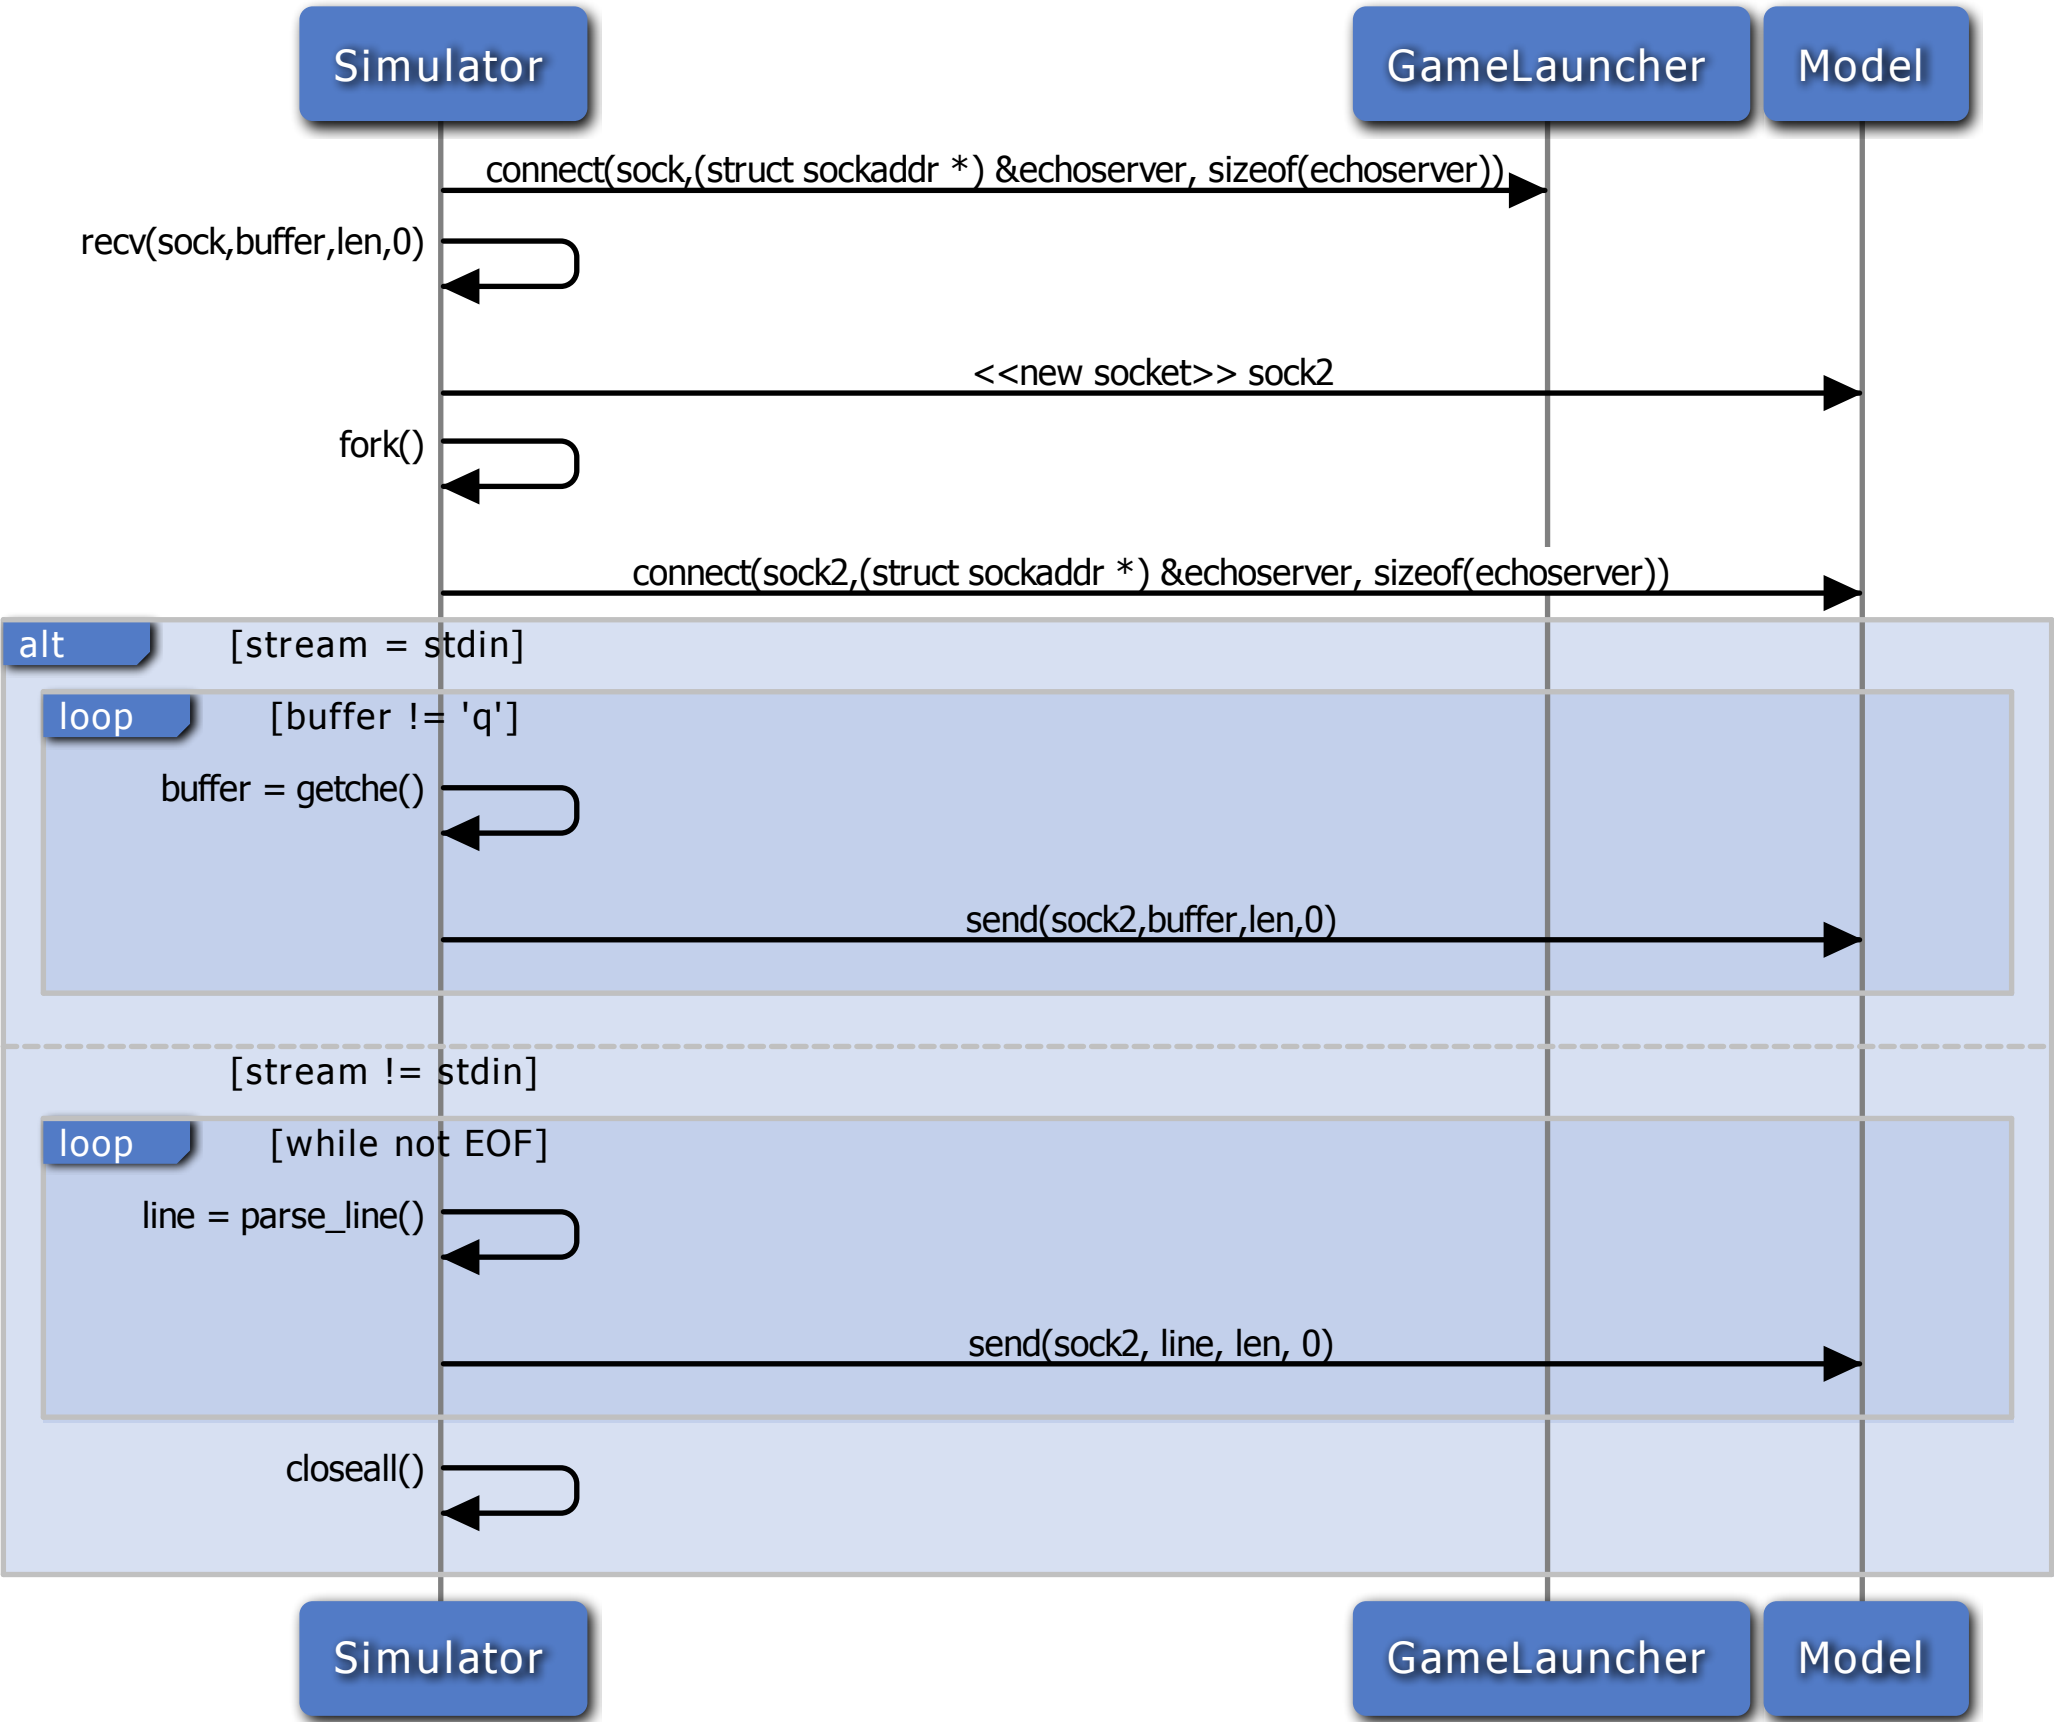 Simulator GameLauncher Model
connect(sock,(struct sockaddr *) &echoserver, sizeof(echoserver))
recv(sock,buffer,len,0)
<<new socket>> sock2
fork()
connect(sock2,(struct sockaddr *) &echoserver, sizeof(echoserver))
alt [stream = stdin]
loop [buffer != 'q']
buffer = getche()
send(sock2,buffer,len,0)
[stream != stdin]
loop [while not EOF]
line = parse_line()
send(sock2, line, len, 0)
closeall()
Simulator GameLauncher Model